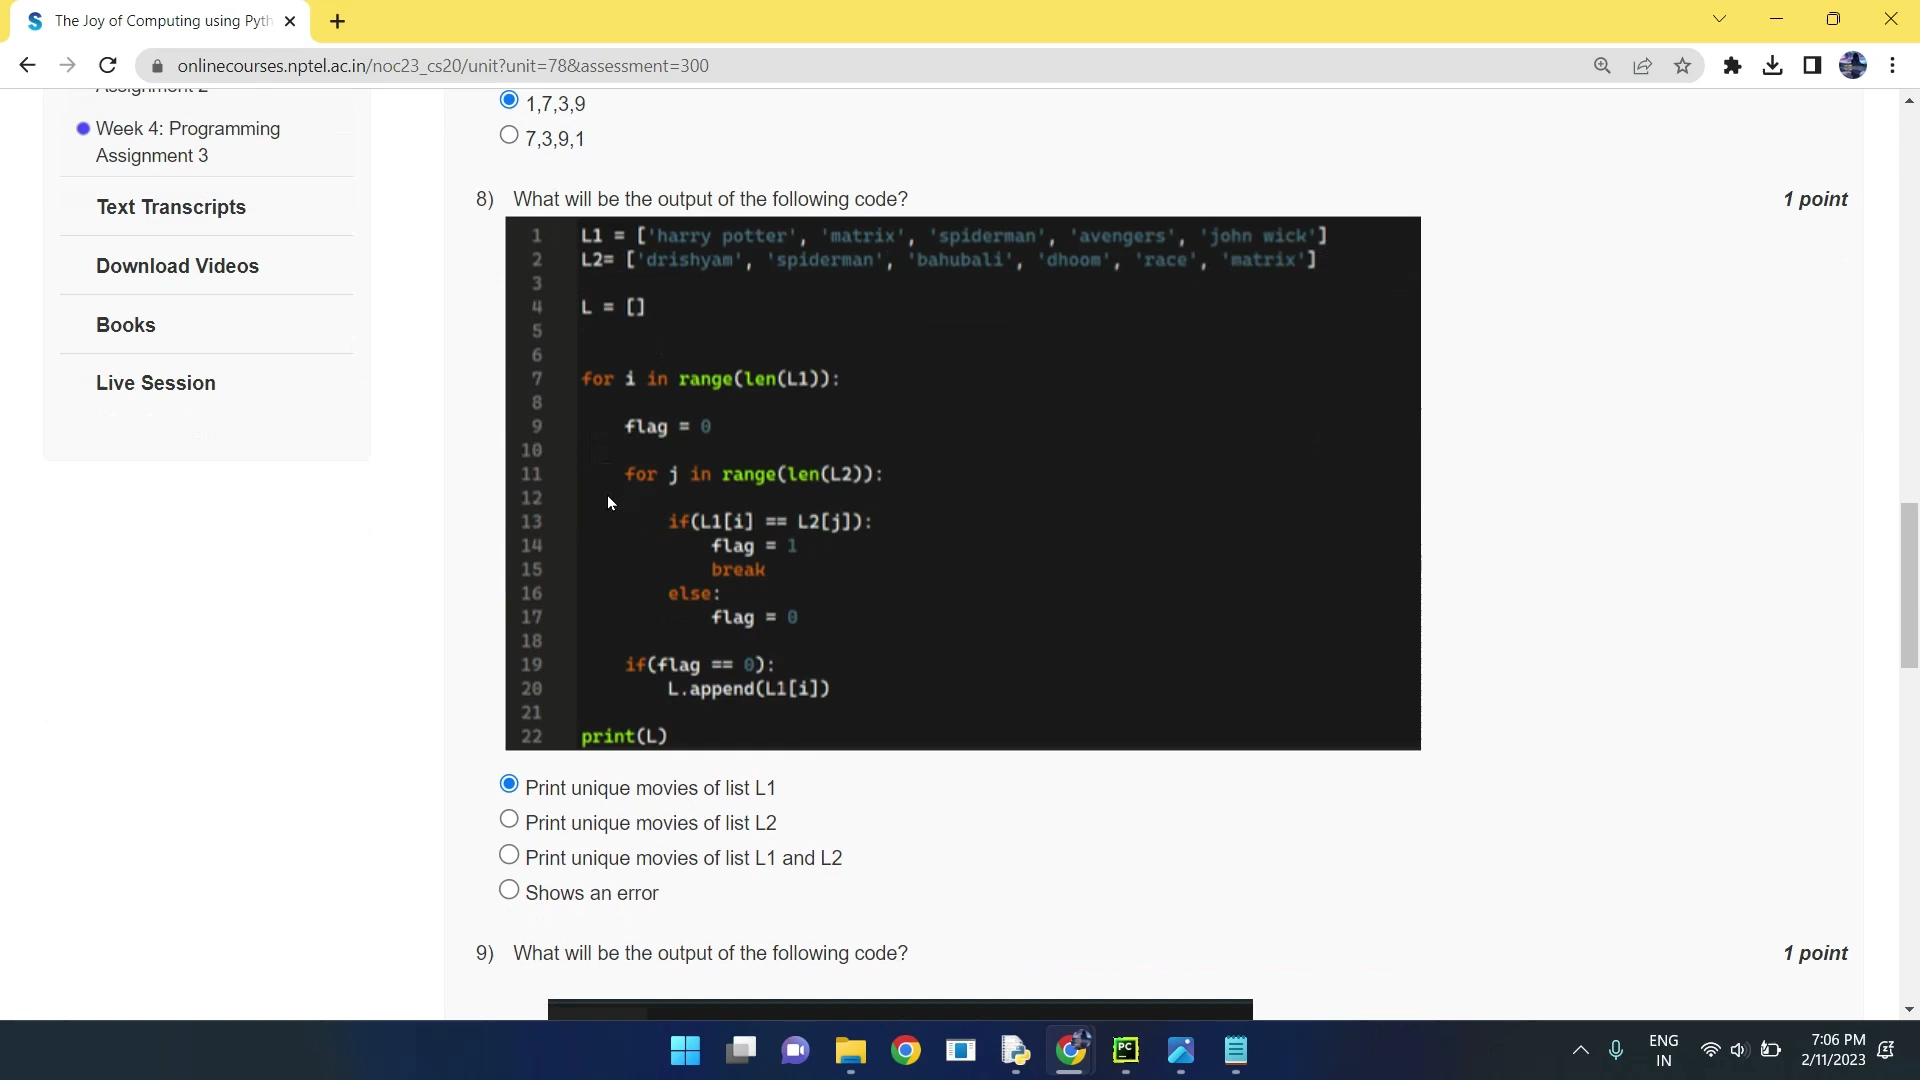 The Joy of Computing using Pyth
onlinecourses.nptel.ac.in/noc23_cs20/unit?unit=78&assessment=300
Week 4: Programming
Assignment 3
Text Transcripts
Download Videos
Books
Live Session
1,7,3,9
7,3,9,1
8) What will be the output of the following code? 1 point
1 L1 = ['harry potter', 'matrix', 'spiderman', 'avengers', 'john wick']
2 L2= ['drishyam', 'spiderman', 'bahubali', 'dhoom', 'race', 'matrix']
3
4 L = []
5
6
7 for i in range(len(L1)):
8
9 flag = 0
10
11 for j in range(len(L2)):
12
13 if(L1[i] == L2[j]):
14 flag = 1
15 break
16 else:
17 flag = 0
18
19 if(flag == 0):
20 L.append(L1[i])
21
22 print(L)
Print unique movies of list L1
Print unique movies of list L2
Print unique movies of list L1 and L2
Shows an error
9) What will be the output of the following code? 1 point
PC
ENG
IN
7:06 PM
2/11/2023